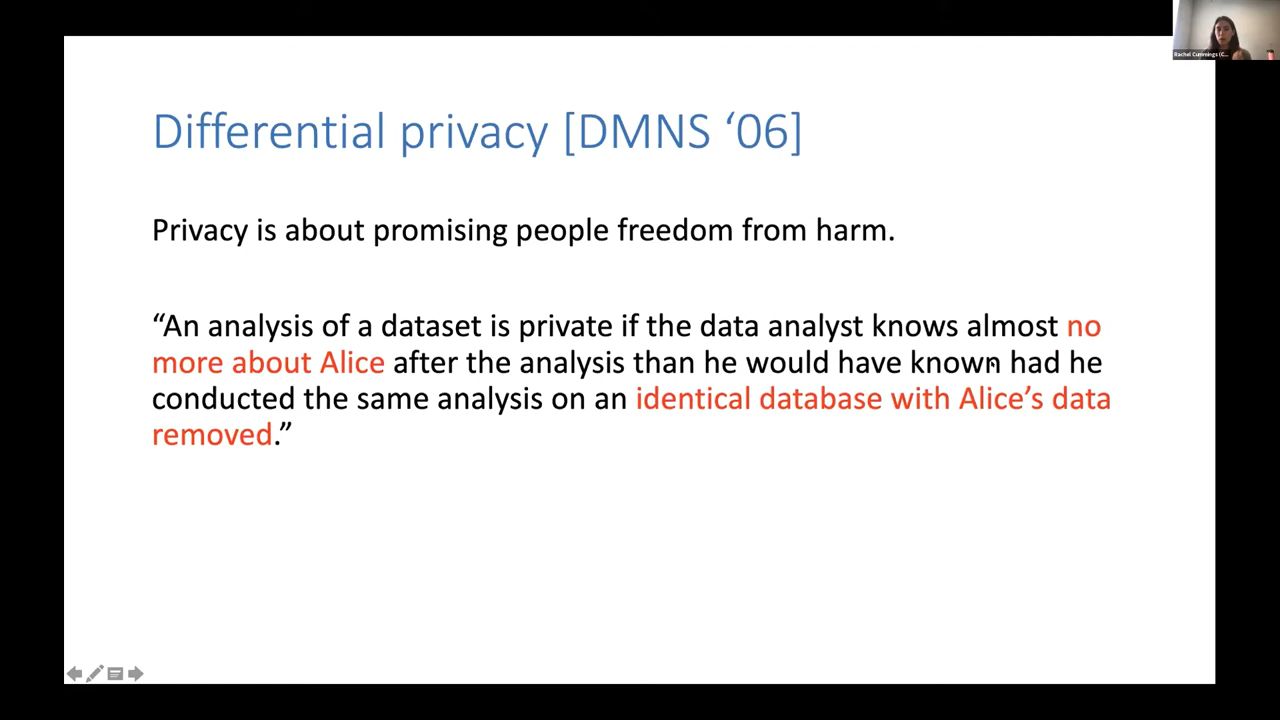 Rachel Cummings (C...
Differential privacy [DMNS ‘06]
Privacy is about promising people freedom from harm.
“An analysis of a dataset is private if the data analyst knows almost no
more about Alice after the analysis than he would have known had he
conducted the same analysis on an identical database with Alice’s data
removed.”